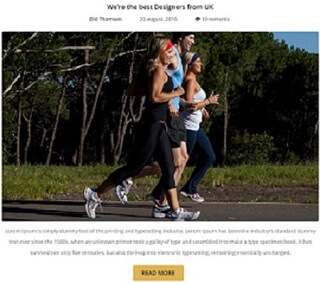 We're the best Designers from UK
Elld Thomson 20 august, 2016 10 coments
Lorem Ipsum is simply dummy text of the printing and typesetting industry. Lorem Ipsum has been the industry's standard dummy
text ever since the 1500s, when an unknown printer took a galley of type and scrambled it to make a type specimen book. It has
survived not only five centuries, but also the leap into electronic typesetting, remaining essentially unchanged.
READ MORE